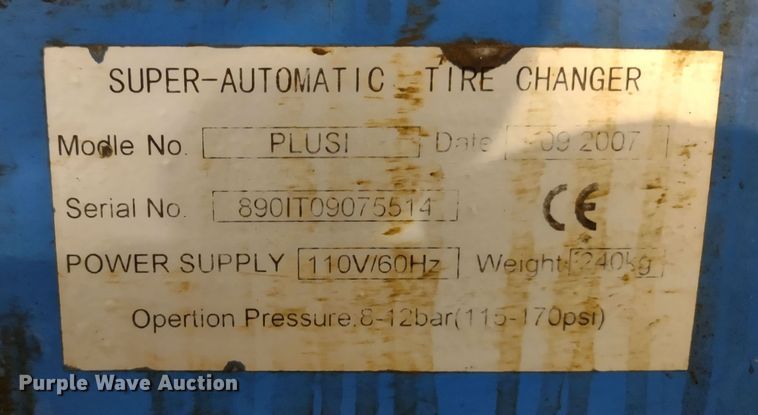 SUPER-AUTOMATIC TIRE CHANGER
Modle No. PLUSI Date 09 2007
Serial No. 890IT09075514
CE
POWER SUPPLY 110V/60Hz Weight 240kg
Opertion Pressure:8-12bar(115-170psi)
Purple Wave Auction